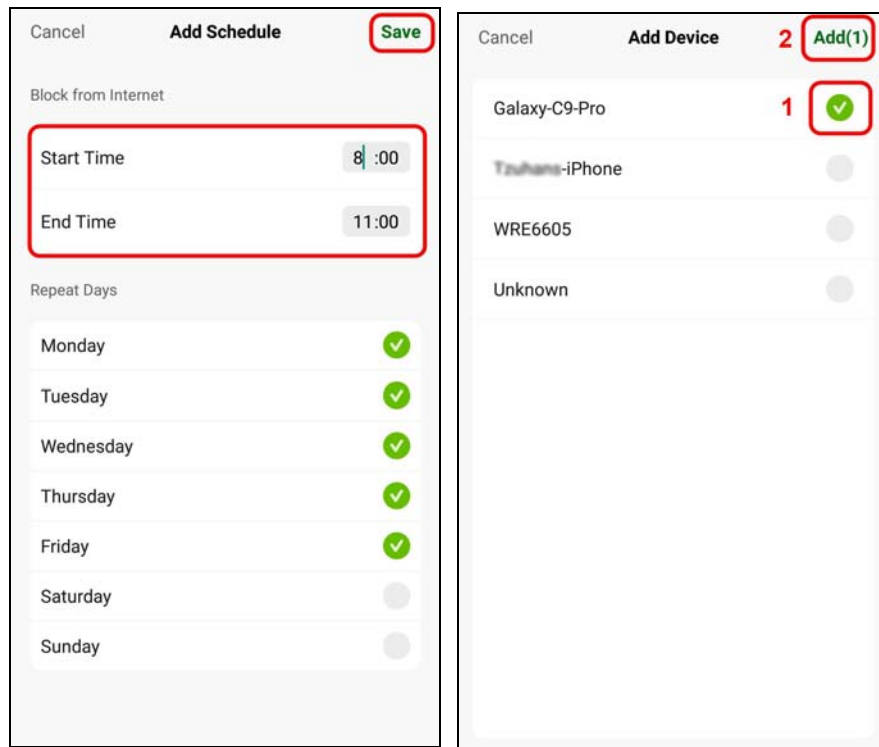 Cancel Add Schedule Save
Block from Internet
Start Time 8 :00
End Time 11:00
Repeat Days
Monday
Tuesday
Wednesday
Thursday
Friday
Saturday
Sunday
Cancel Add Device 2 Add(1)
Galaxy-C9-Pro 1
-iPhone
WRE6605
Unknown